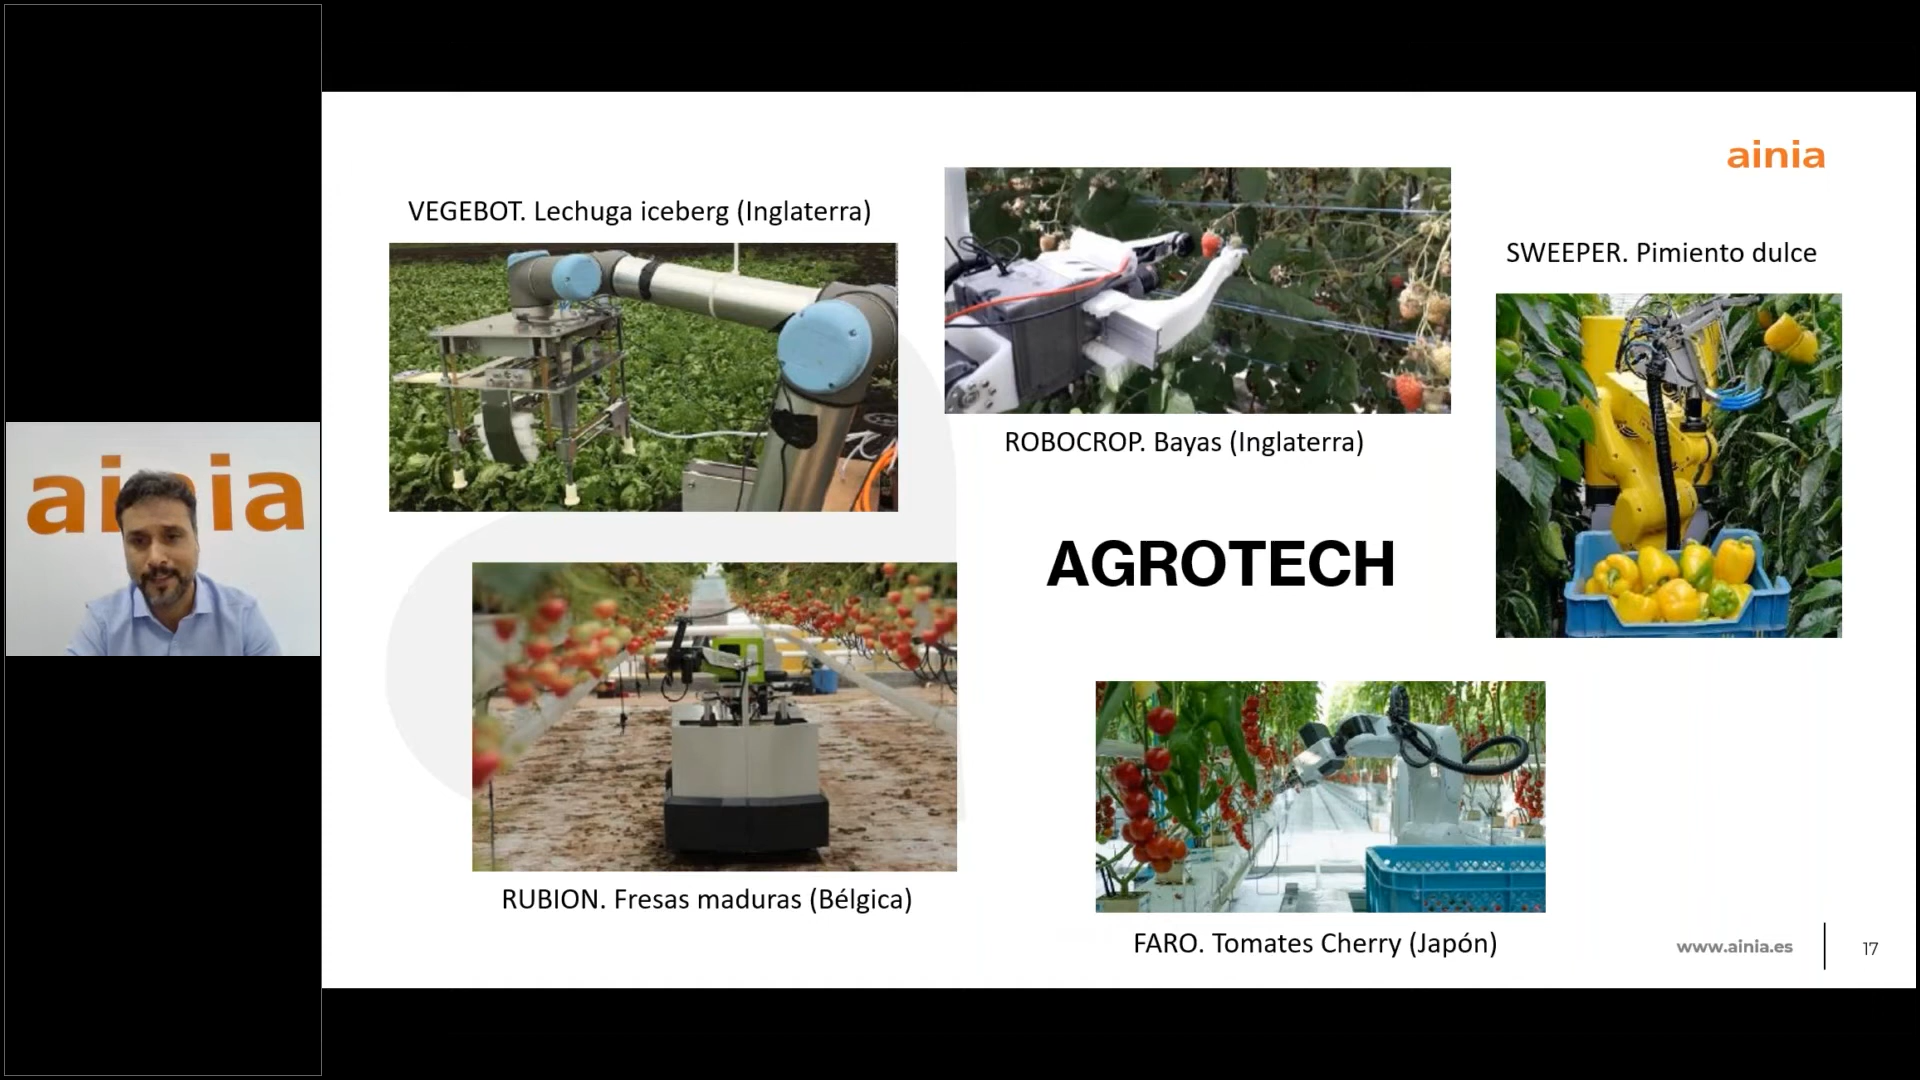 ainia
VEGEBOT. Lechuga iceberg (Inglaterra)
SWEEPER. Pimiento dulce
ROBOCROP. Bayas (Inglaterra)
ainia
AGROTECH
RUBION. Fresas maduras (Bélgica)
FARO. Tomates Cherry (Japón)
www.ainia.es
17